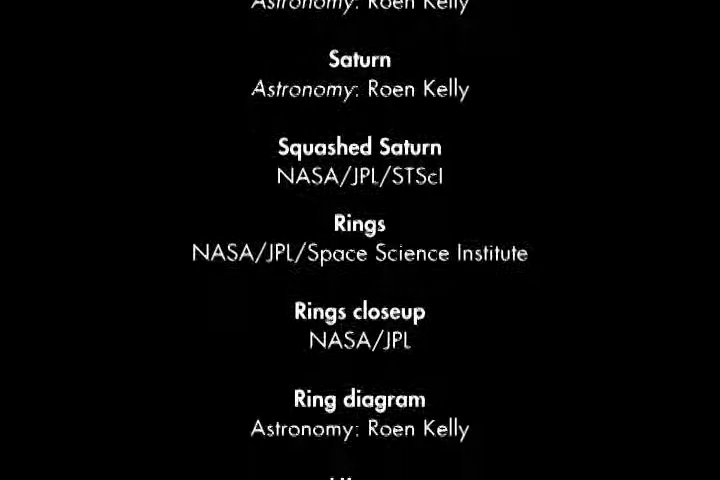 Astronomy: Roen Kelly
Saturn
Astronomy: Roen Kelly
Squashed Saturn
NASA/JPL/STScI
Rings
NASA/JPL/Space Science Institute
Rings closeup
NASA/JPL
Ring diagram
Astronomy: Roen Kelly